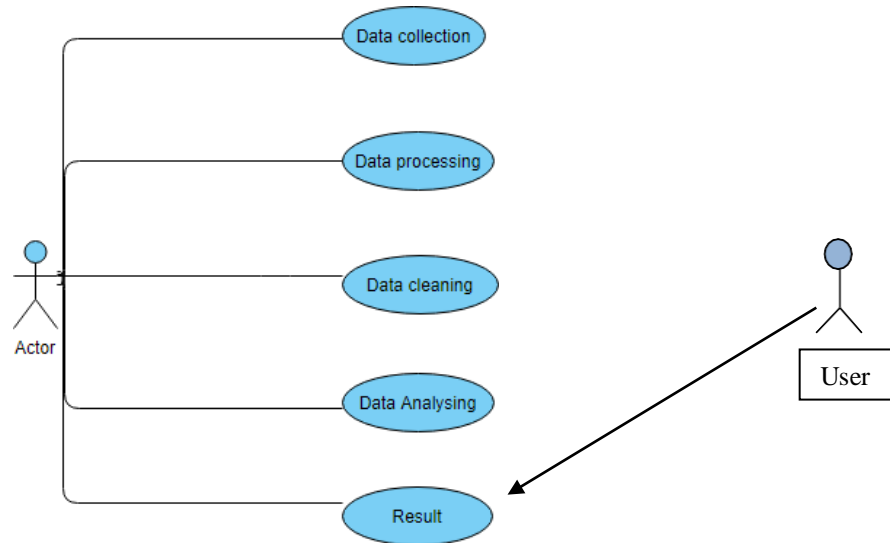 Data collection
Data processing
Data cleaning
Actor
User
Data Analysing
Result